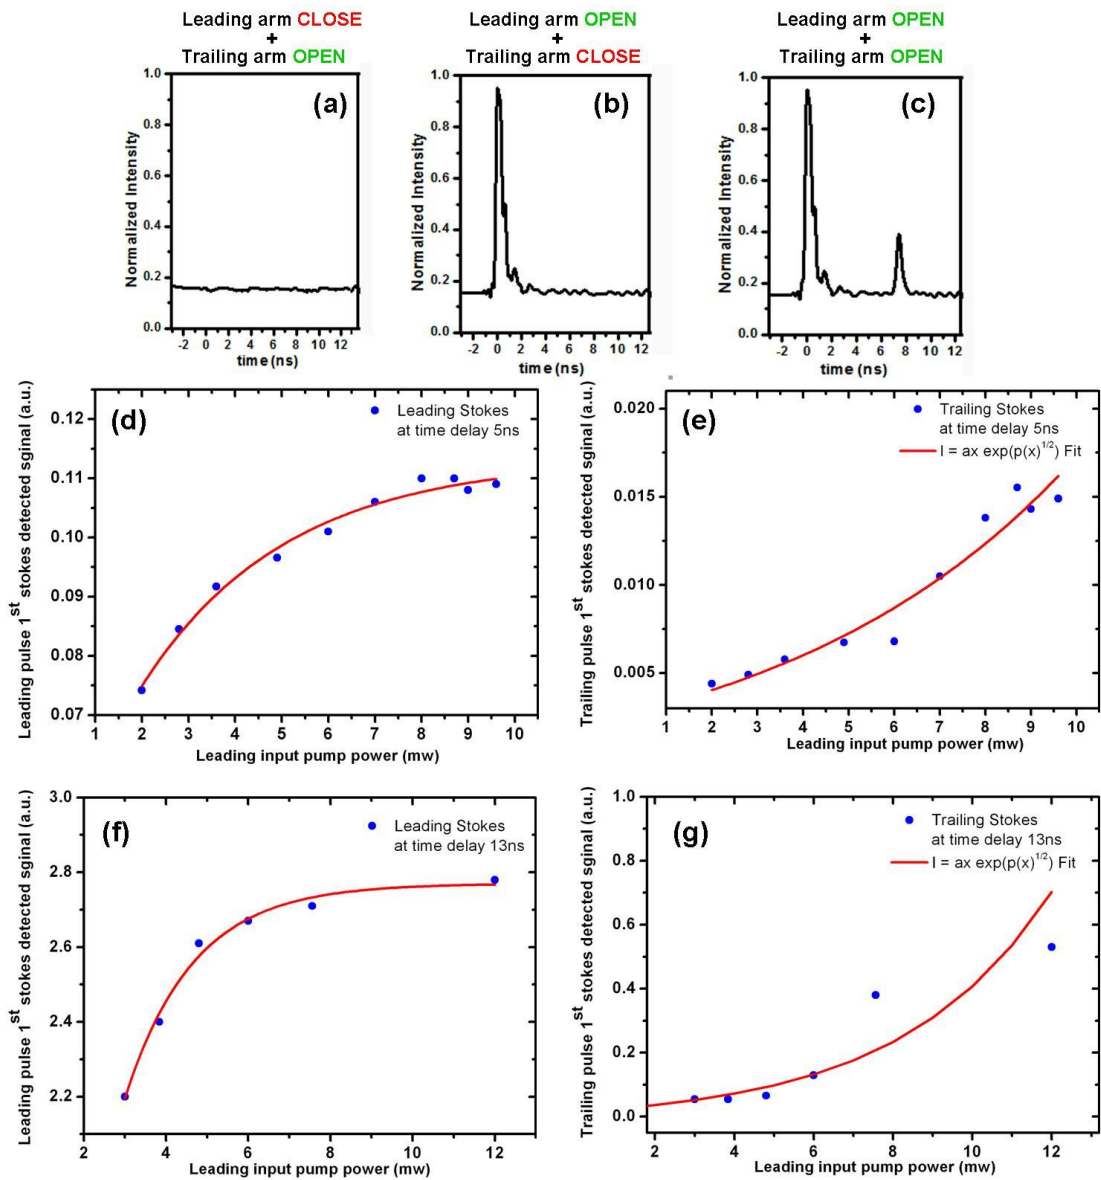 Leading arm CLOSE
+
Trailing arm OPEN
Leading arm OPEN
+
Trailing arm CLOSE
Leading arm OPEN
+
Trailing arm OPEN
(a)
Normalized Intensity
1.0
0.8
0.6
0.4
0.2
0.0
-2 0 2 4 6 8 10 12
time (ns)
(b)
Normalized Intensity
1.0
0.8
0.6
0.4
0.2
0.0
-2 0 2 4 6 8 10 12
time (ns)
(c)
Normalized Intensity
1.0
0.8
0.6
0.4
0.2
0.0
-2 0 2 4 6 8 10 12
time (ns)
(d)
Leading Stokes
at time delay 5ns
Leading pulse 1st stokes detected sginal (a.u.)
0.12
0.11
0.10
0.09
0.08
0.07
1 2 3 4 5 6 7 8 9 10
Leading input pump power (mw)
(e)
Trailing Stokes
at time delay 5ns
I = ax exp(p(x)1/2) Fit
Trailing pulse 1st stokes detected sginal (a.u.)
0.020
0.015
0.010
0.005
1 2 3 4 5 6 7 8 9 10
Leading input pump power (mw)
(f)
Leading Stokes
at time delay 13ns
Leading pulse 1st stokes detected sginal (a.u.)
3.0
2.8
2.6
2.4
2.2
2 4 6 8 10 12
Leading input pump power (mw)
(g)
Trailing Stokes
at time delay 13ns
I = ax exp(p(x)1/2) Fit
Trailing pulse 1st stokes detected sginal (a.u.)
1.0
0.8
0.6
0.4
0.2
0.0
2 4 6 8 10 12
Leading input pump power (mw)